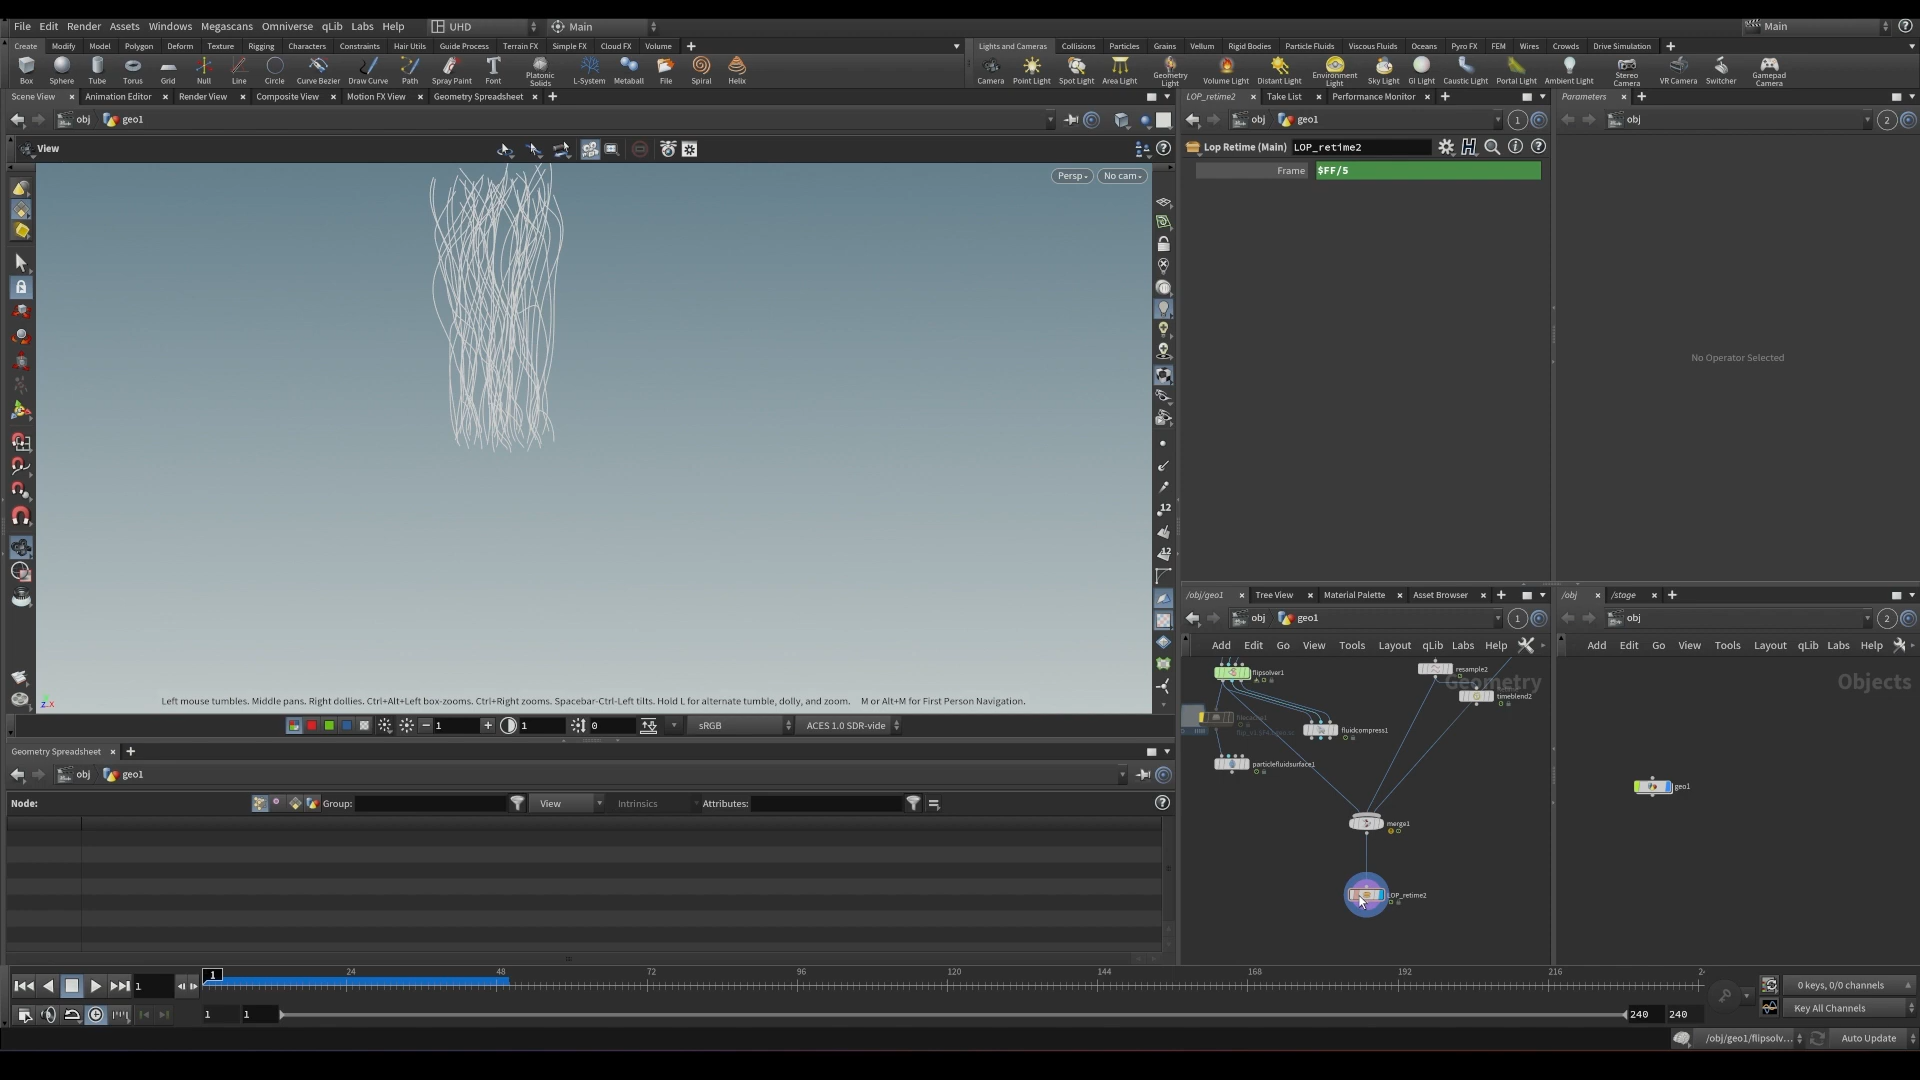 File Edit Render Assets Windows Megascans Omniverse qLib Labs Help UHD Main Main
Create Modify Model Polygon Deform Texture Rigging Characters Constraints Hair Utils Guide Process Terrain FX Simple FX Cloud FX Volume
Lights and Cameras Collisions Particles Grains Vellum Rigid Bodies Particle Fluids Viscous Fluids Oceans Pyro FX FEM Wires Crowds Drive Simulation
Box Sphere Tube Torus Grid Null Line Circle Curve Bezier Draw Curve Path Spray Paint Font Platonic Solids L-System Metaball File Spiral Helix
Camera Point Light Spot Light Area Light Geometry Light Volume Light Distant Light Environment Light Sky Light GI Light Caustic Light Portal Light Ambient Light Stereo Camera VR Camera Switcher Gamepad Camera
Scene View Animation Editor Render View Composite View Motion FX View Geometry Spreadsheet
LOP_retime2 Take List Performance Monitor
Parameters
obj geo1
obj geo1 1
obj 2
View
Lop Retime (Main) LOP_retime2
Frame $FF/5
Persp No cam
No Operator Selected
12
12
Left mouse tumbles. Middle pans. Right dollies. Ctrl+Alt+Left box-zooms. Ctrl+Right zooms. Spacebar-Ctrl-Left tilts. Hold L for alternate tumble, dolly, and zoom. M or Alt+M for First Person Navigation.
1 1 0 sRGB ACES 1.0 SDR-vide
/obj/geo1 Tree View Material Palette Asset Browser
obj geo1 1
Add Edit Go View Tools Layout qLib Labs Help
Geometry
flipsolver1
resample2
timeblend2
fluidcompress1
particlefluidsurface1
merge1
LOP_retime2
/obj /stage
obj 2
Add Edit Go View Tools Layout qLib Labs Help
Objects
geo1
Geometry Spreadsheet
obj geo1
Node: Group: View Intrinsics Attributes:
1 1 24 48 72 96 120 144 168 192 216
1 1 240 240
0 keys, 0/0 channels
Key All Channels
/obj/geo1/flipsolv... Auto Update